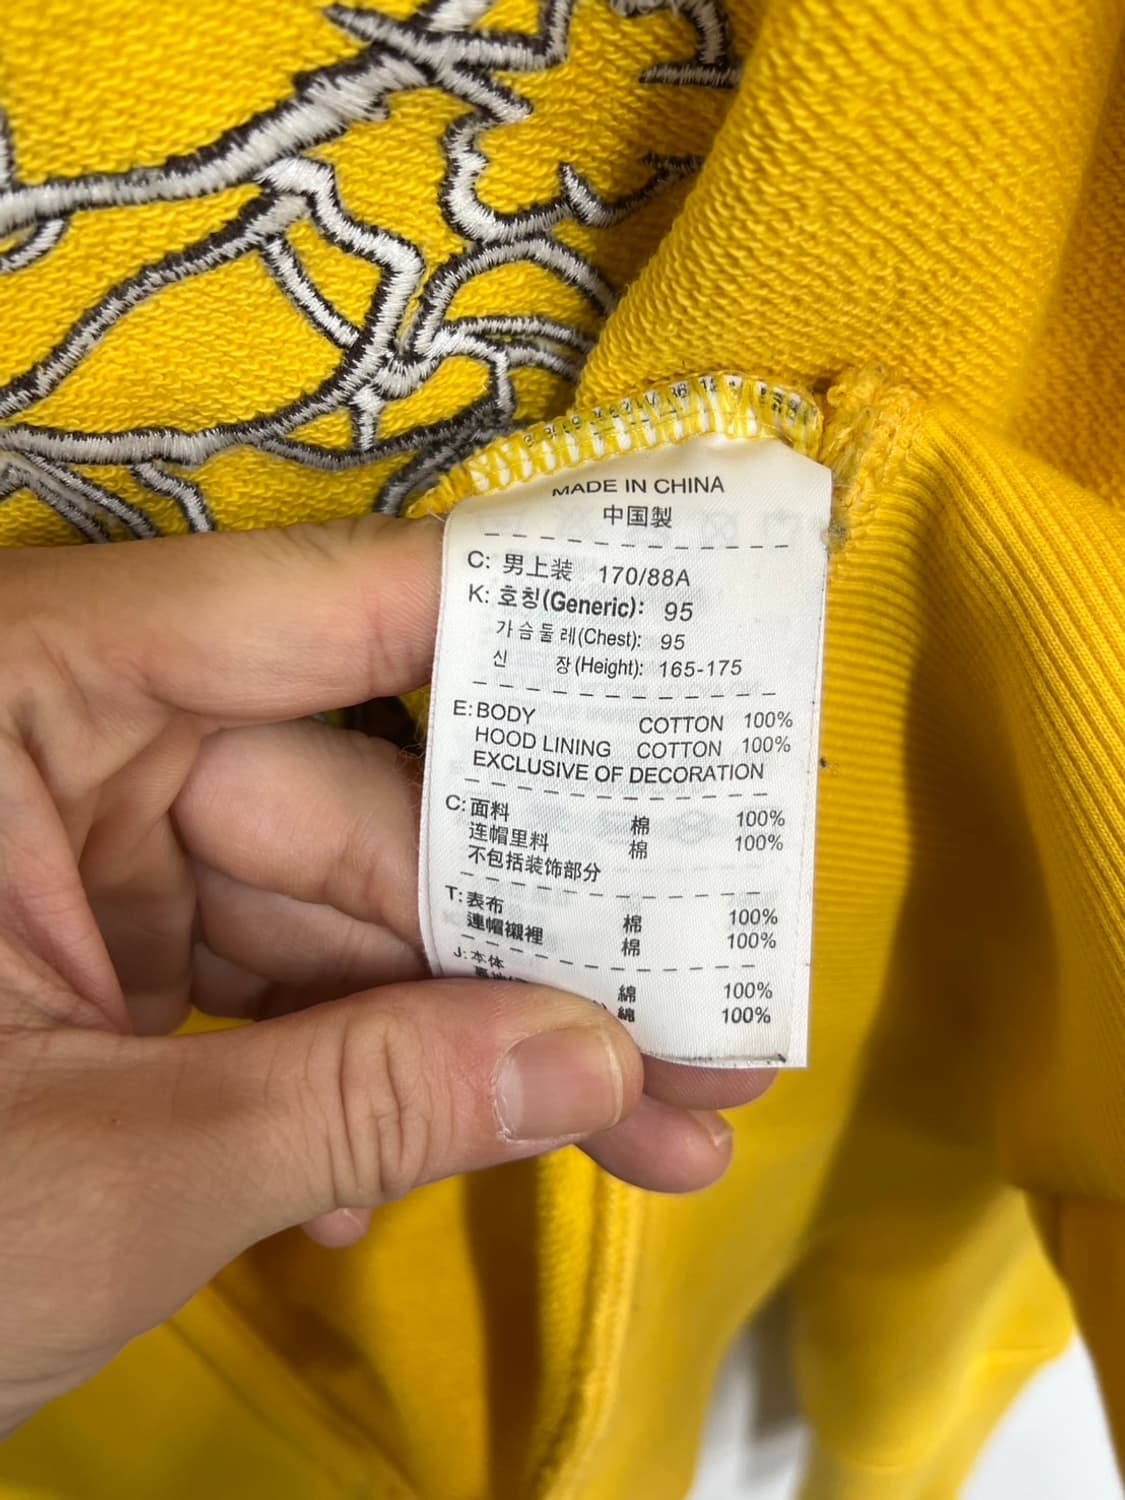 MADE IN CHINA
中国製
C: 男上装 170/88A
K: 호칭(Generic): 95
가슴둘레(Chest): 95
신 장(Height): 165-175
E: BODY COTTON 100%
HOOD LINING COTTON 100%
EXCLUSIVE OF DECORATION
C: 面料 棉 100%
连帽里料 棉 100%
不包括装饰部分
T: 表布 棉 100%
連帽襯裡 棉 100%
J: 本体 綿 100%
綿 100%